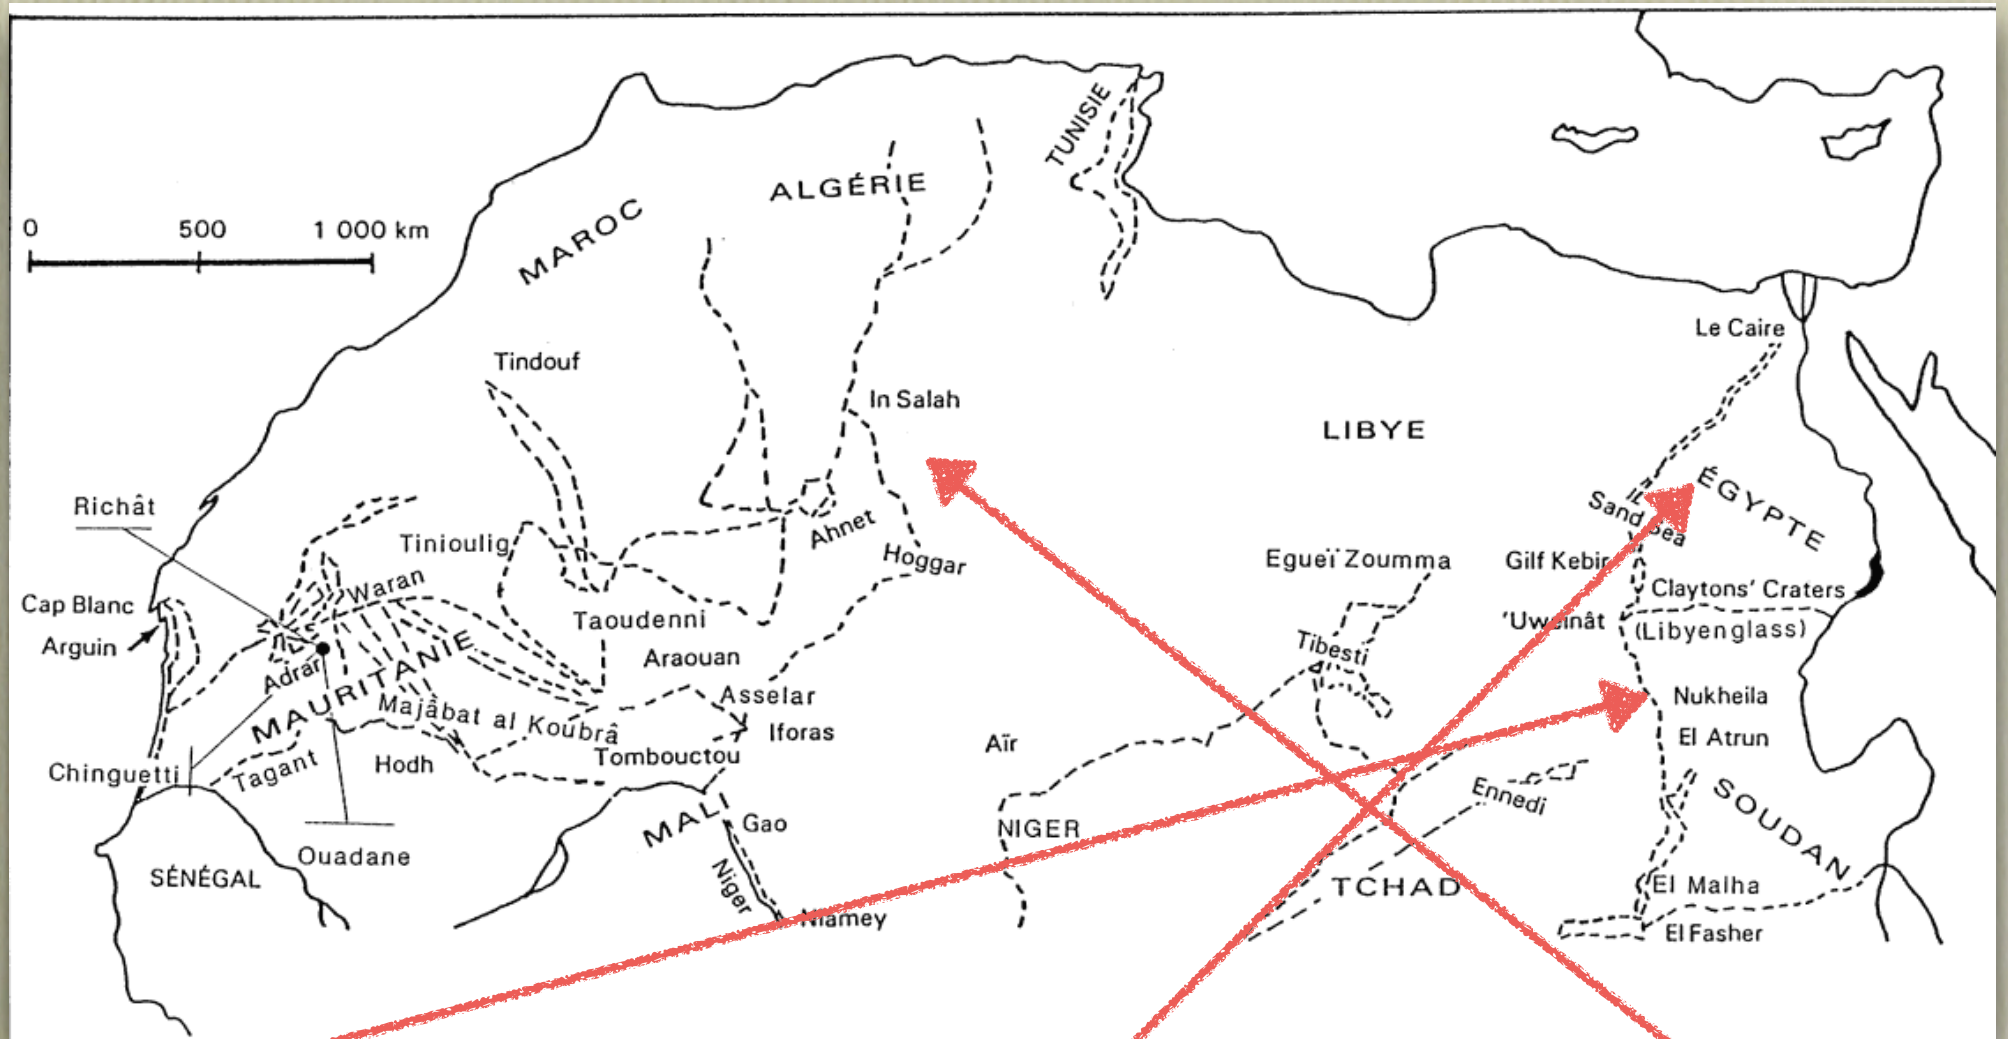 TUNISIE
ALGÉRIE
MAROC
0 500 1 000 km
Le Caire
Tindouf
In Salah
LIBYE
ÉGYPTE
Richât
Sand Sea
Tinioulig
Ahnet
Hoggar
Egueï Zoumma
Gilf Kebir
Waran
Claytons' Craters
Cap Blanc
Arguin
Taoudenni
'Uweinât
(Libyenglass)
Tibesti
Araouan
Adrar
MAURITANIE
Asselar
Nukheila
Majâbat al Koubrâ
Iforas
Aïr
El Atrun
Tombouctou
Hodh
Chinguetti
Tagant
Ennedi
SOUDAN
MALI
Gao
NIGER
Ouadane
SÉNÉGAL
Niger
TCHAD
El Malha
Niamey
El Fasher